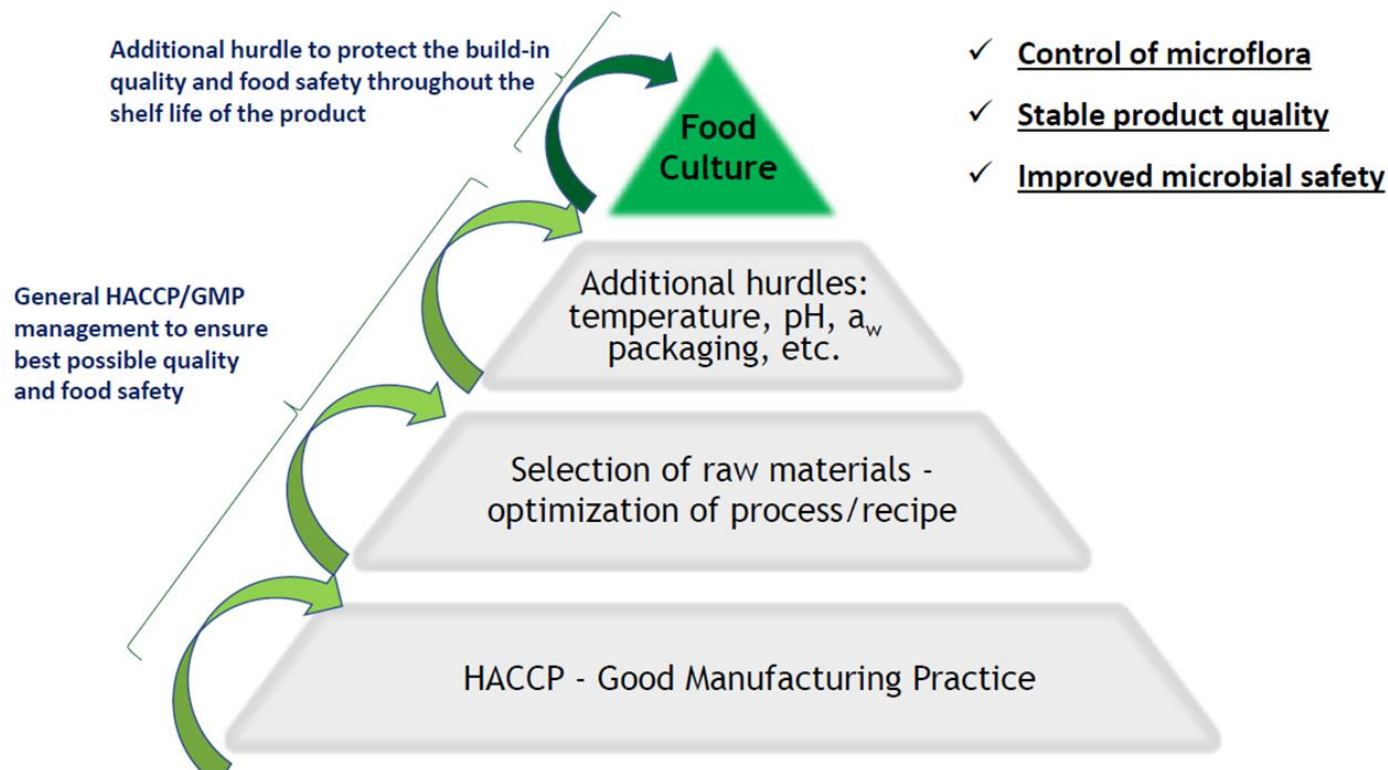 Additional hurdle to protect the build-in
quality and food safety throughout the
shelf life of the product
✓ Control of microflora
✓ Stable product quality
✓ Improved microbial safety
Food
Culture
General HACCP/GMP
management to ensure
best possible quality
and food safety
Additional hurdles:
temperature, pH, aw
packaging, etc.
Selection of raw materials -
optimization of process/recipe
HACCP - Good Manufacturing Practice